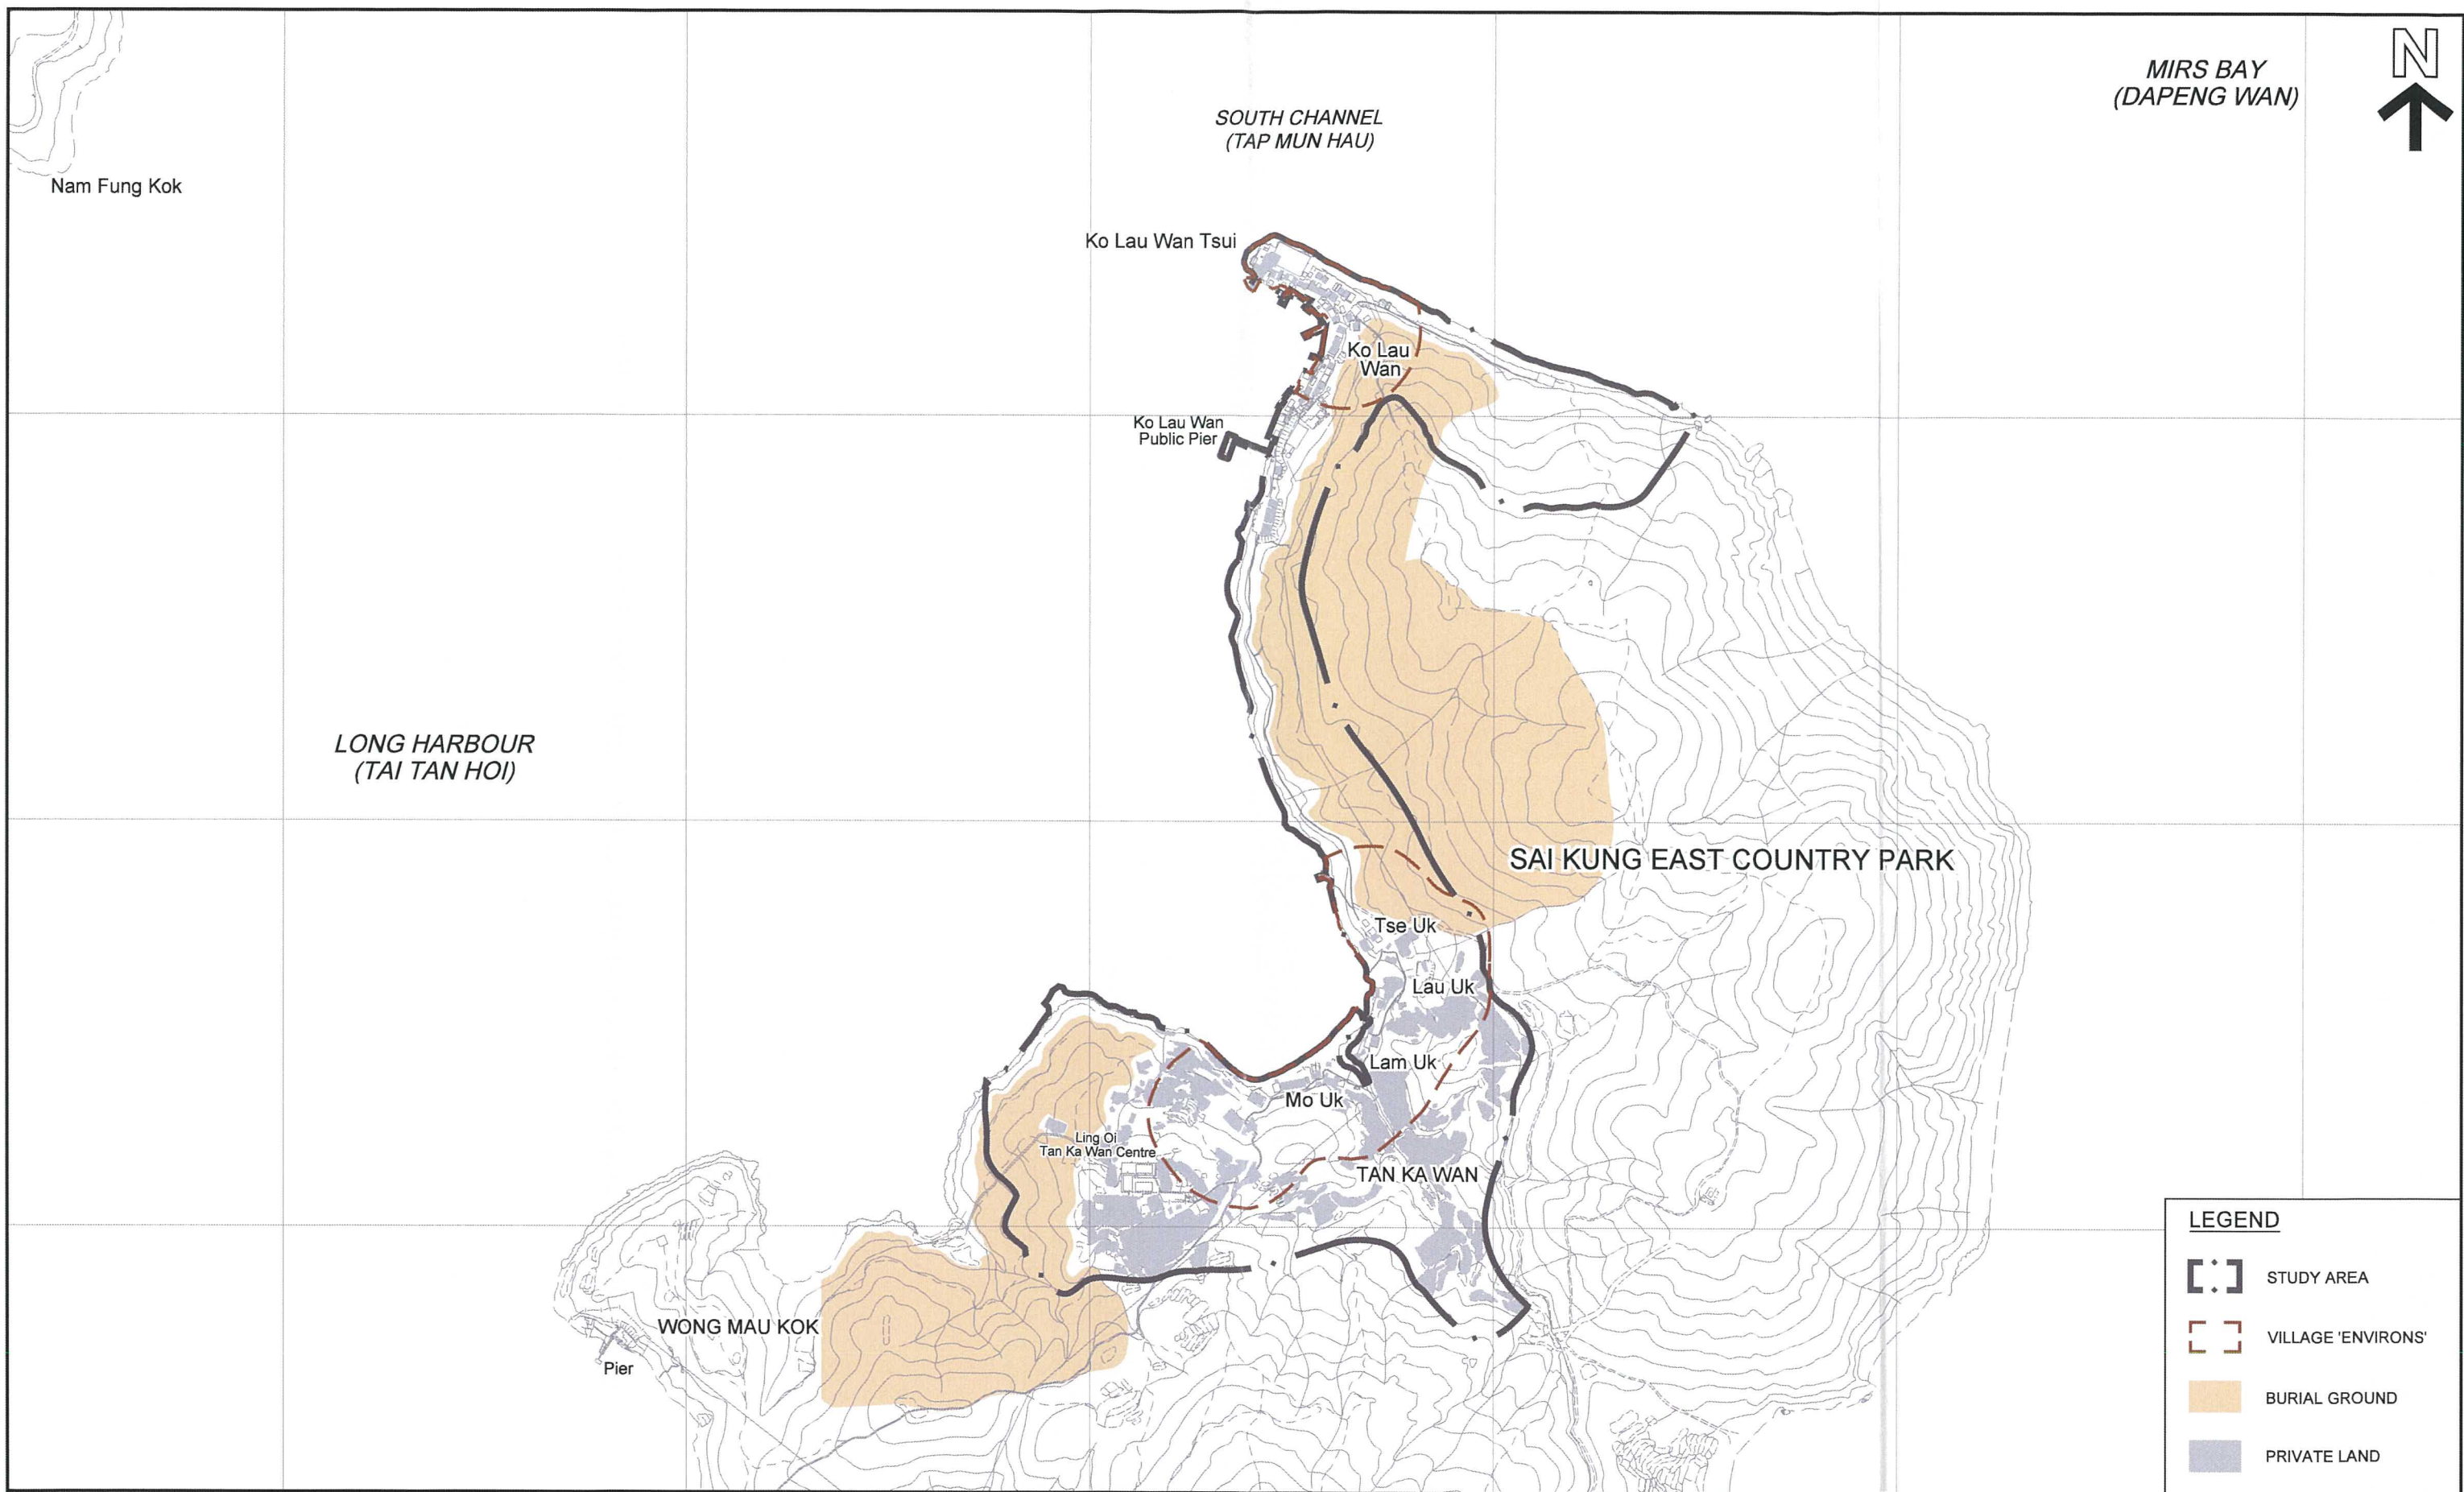 MIRS BAY
(DAPENG WAN)
N
SOUTH CHANNEL
(TAP MUN HAU)
Nam Fung Kok
Ko Lau Wan Tsui
Ko Lau
Wan
Ko Lau Wan
Public Pier
LONG HARBOUR
(TAI TAN HOI)
SAI KUNG EAST COUNTRY PARK
Tse Uk
Lau Uk
Lam Uk
Mo Uk
Ling Oi
Tan Ka Wan Centre
TAN KA WAN
WONG MAU KOK
Pier
LEGEND
STUDY AREA
VILLAGE 'ENVIRONS'
BURIAL GROUND
PRIVATE LAND